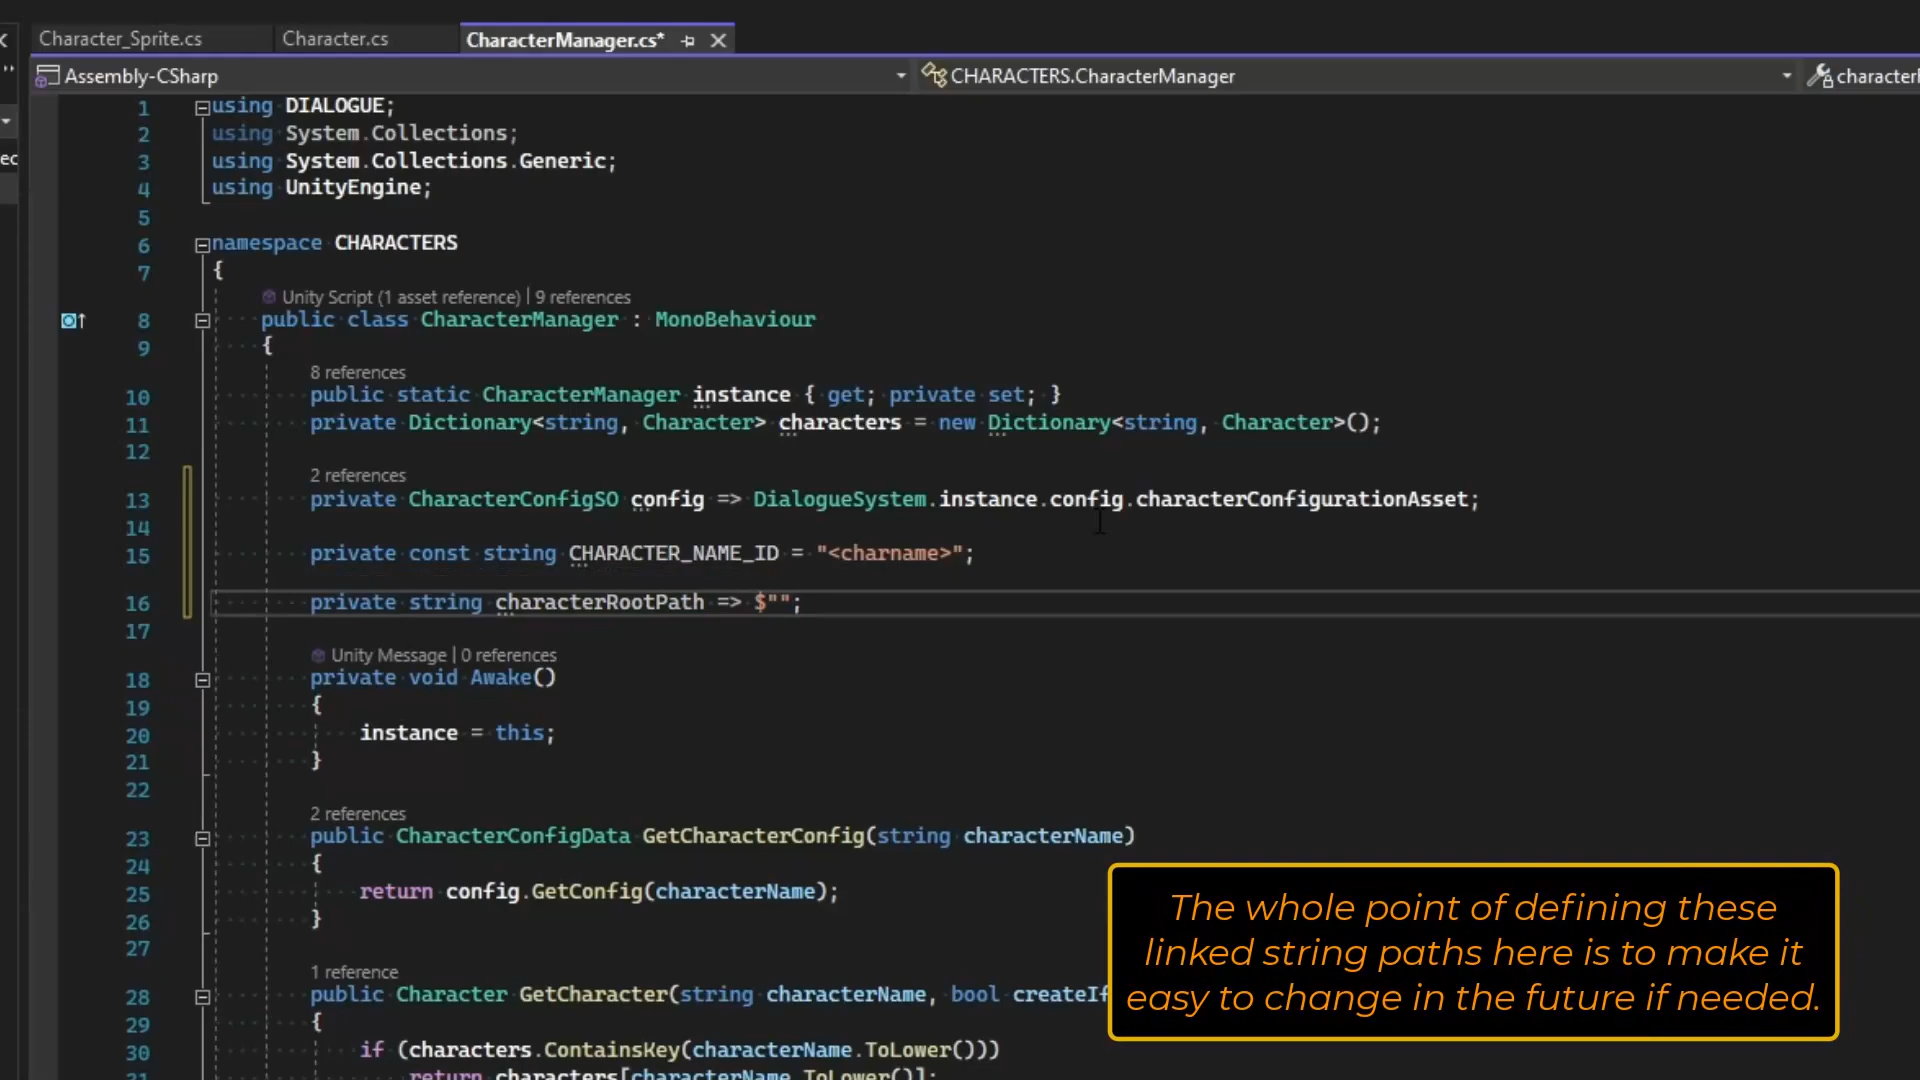 Character_Sprite.cs Character.cs CharacterManager.cs*
Assembly-CSharp CHARACTERS.CharacterManager
1 using DIALOGUE;
2 using System.Collections;
3 using System.Collections.Generic;
4 using UnityEngine;
5
6 namespace CHARACTERS
7 {
Unity Script (1 asset reference) | 9 references
8 public class CharacterManager : MonoBehaviour
9 {
8 references
10 public static CharacterManager instance { get; private set; }
11 private Dictionary<string, Character> characters = new Dictionary<string, Character>();
12
2 references
13 private CharacterConfigSO config => DialogueSystem.instance.config.characterConfigurationAsset;
14
15 private const string CHARACTER_NAME_ID = "<charname>";
16 private string characterRootPath => $"";
17
Unity Message | 0 references
18 private void Awake()
19 {
20 instance = this;
21 }
22
2 references
23 public CharacterConfigData GetCharacterConfig(string characterName)
24 {
25 return config.GetConfig(characterName);
26 }
27
1 reference
28 public Character GetCharacter(string characterName, bool createIf
29 {
30 if (characters.ContainsKey(characterName.ToLower()))
return characters[characterName.ToLower()];
The whole point of defining these
linked string paths here is to make it
easy to change in the future if needed.